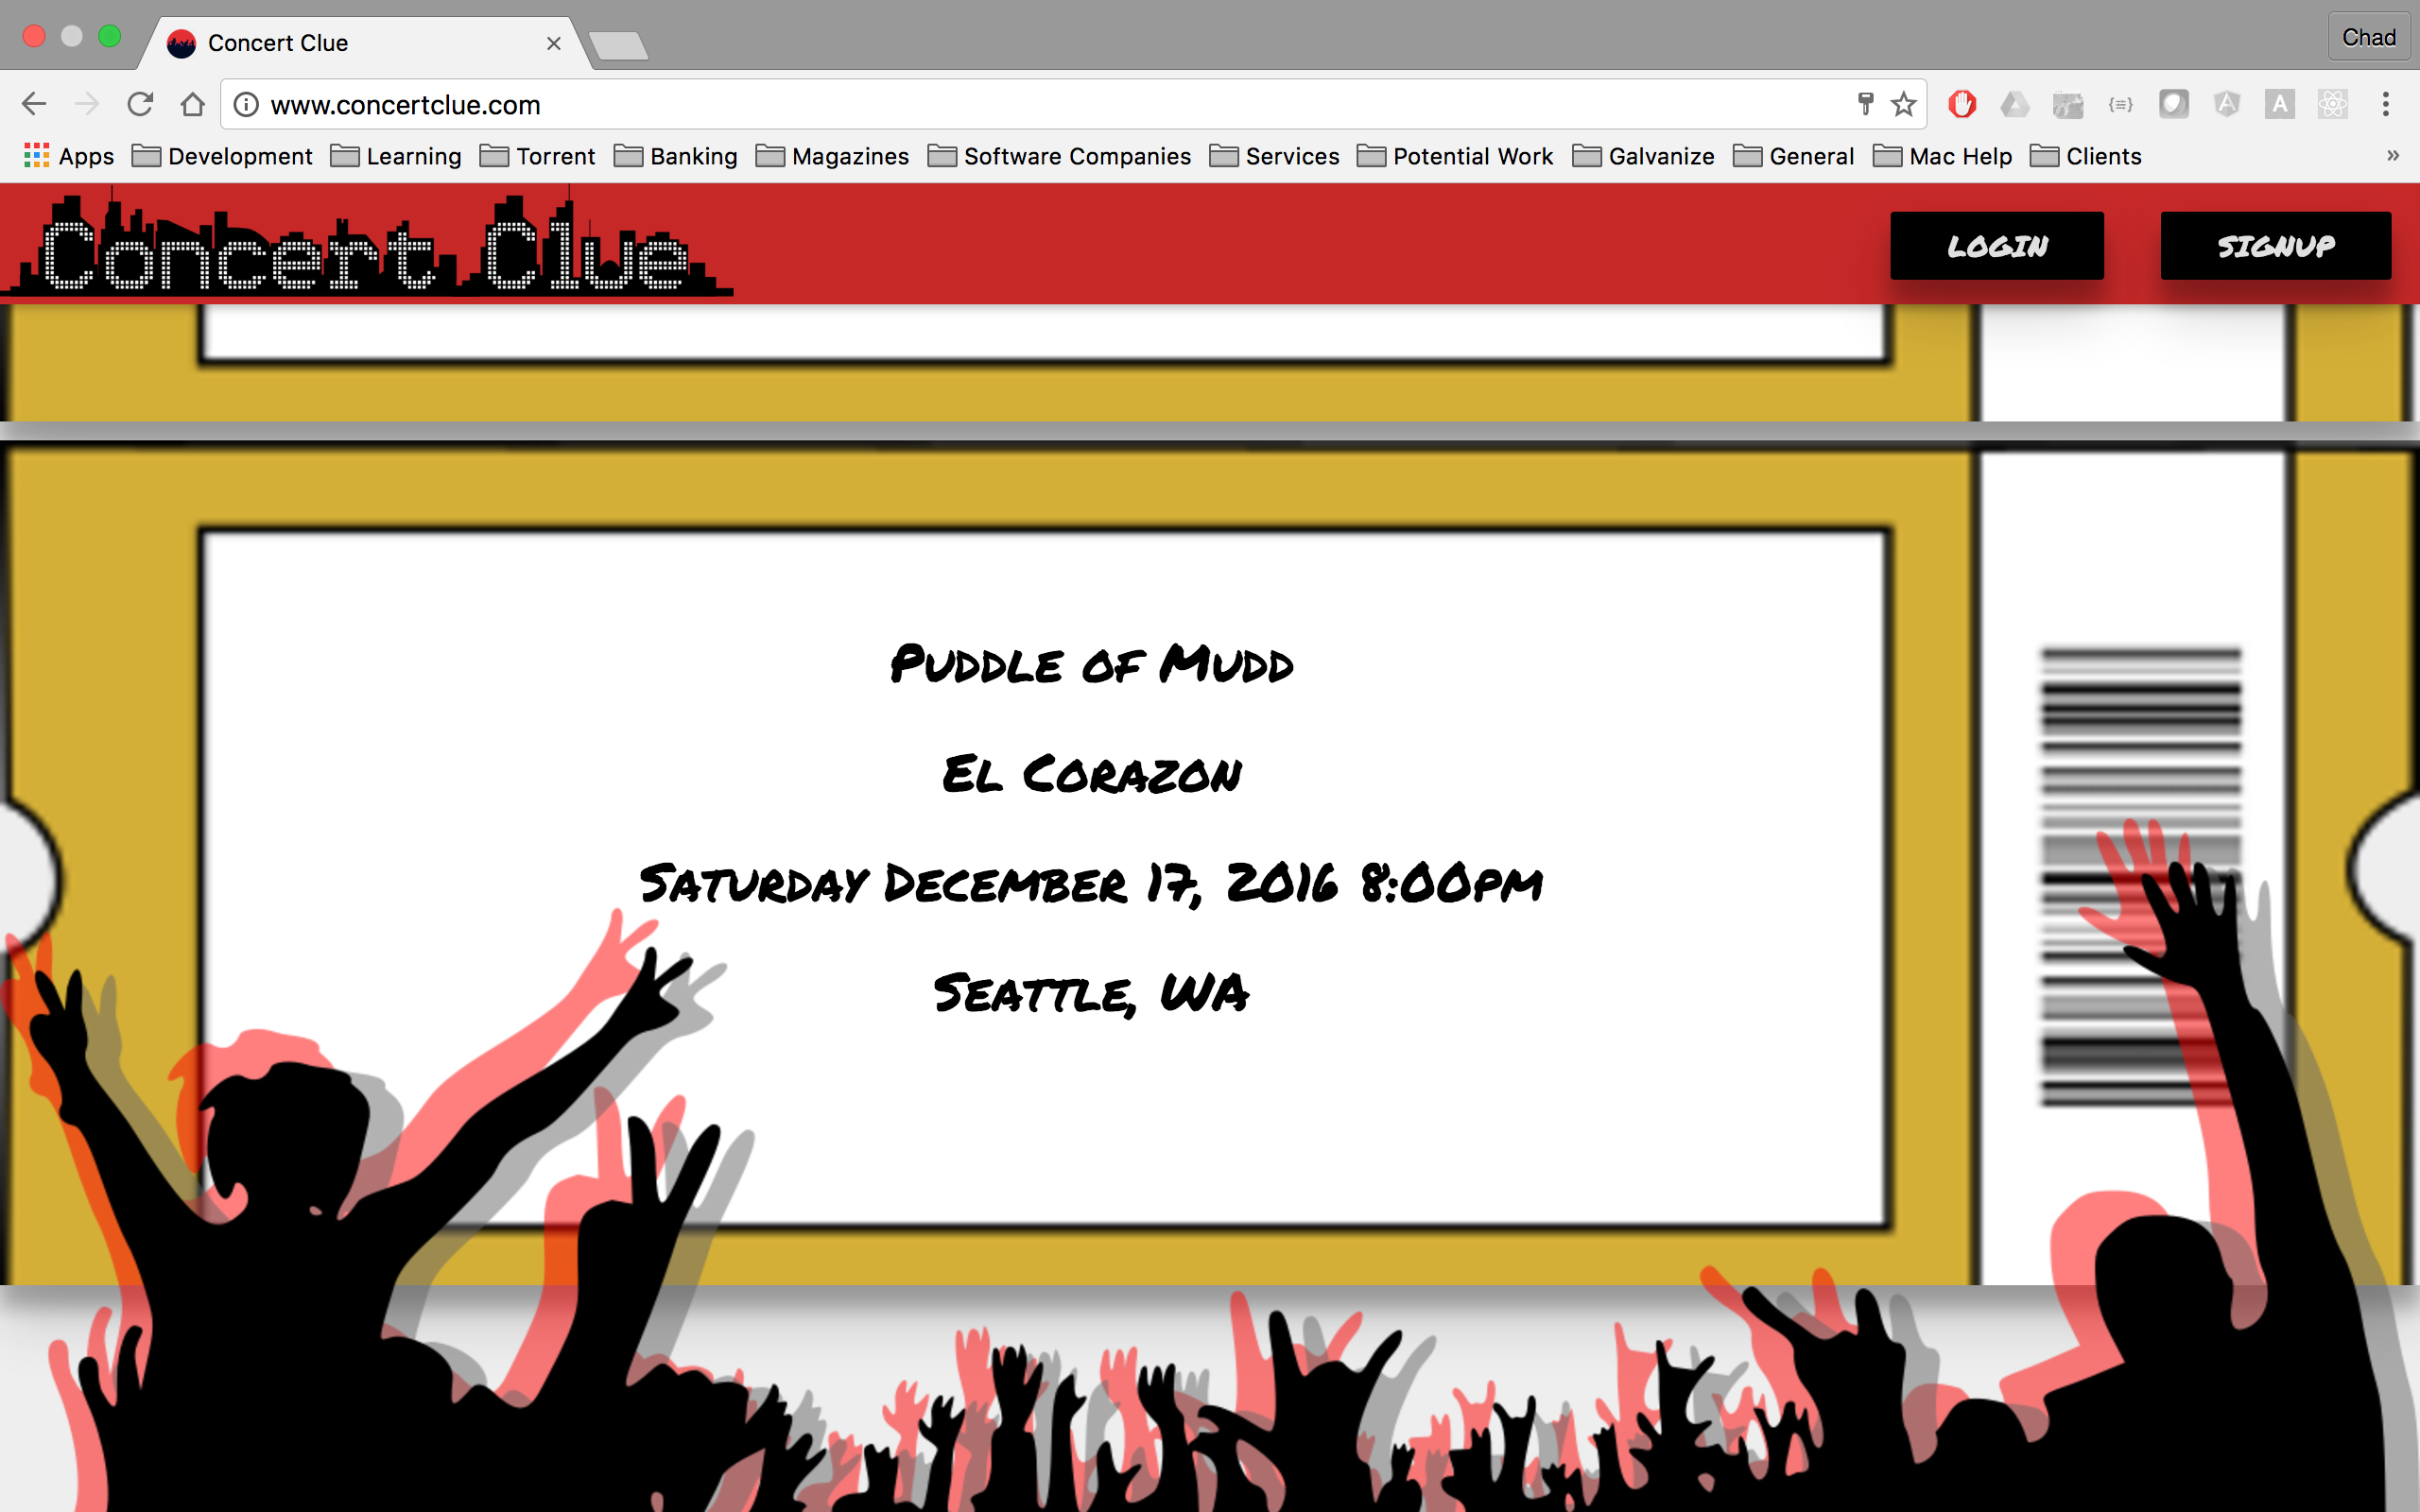 Concert Clue
Chad
www.concertclue.com
Apps Development Learning Torrent Banking Magazines Software Companies Services Potential Work Galvanize General Mac Help Clients »
Concert Clue
LOGIN SIGNUP
Puddle of Mudd
El Corazon
Saturday December 17, 2016 8:00pm
Seattle, WA